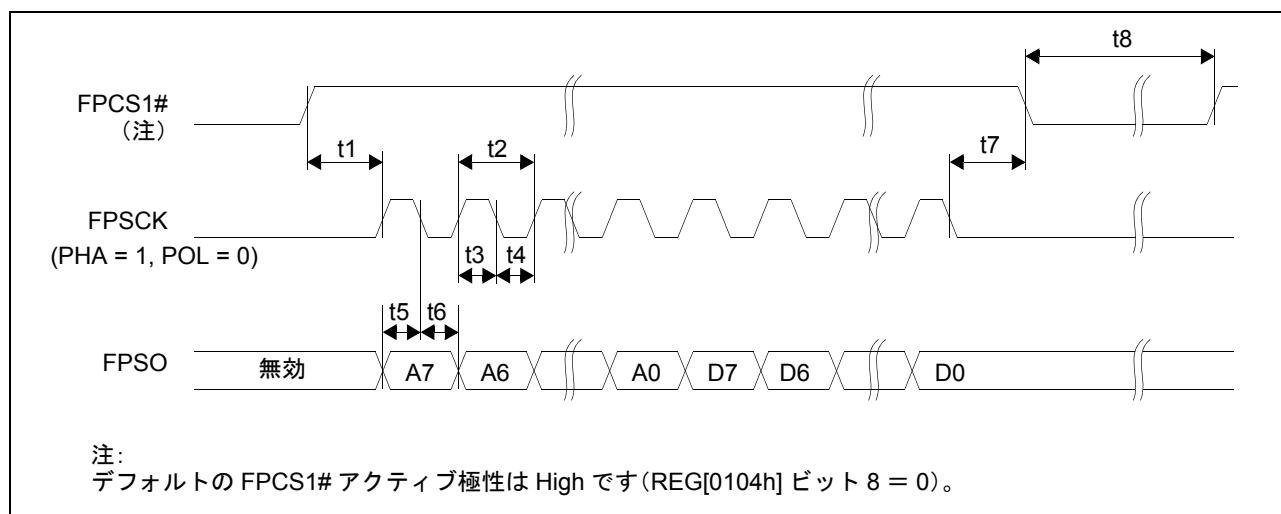 t8
FPCS1#
（注）
t1
t2
t7
FPSCK
(PHA = 1, POL = 0)
t3
t4
t5
t6
FPSO
無効
A7
A6
A0
D7
D6
D0
注：
デフォルトの FPCS1# アクティブ極性は High です（REG[0104h] ビット 8 ＝ 0）。